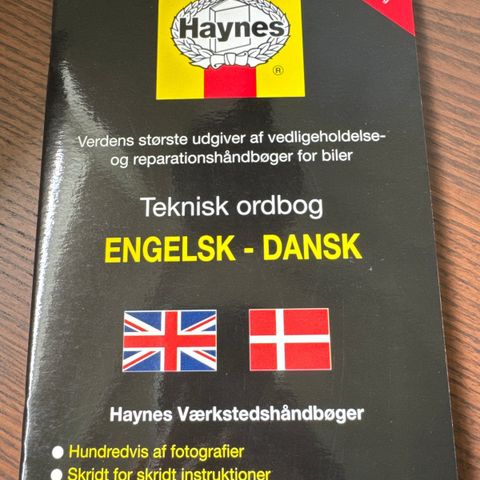 Haynes
®
Verdens største udgiver af vedligeholdelse-
og reparationshåndbøger for biler
Teknisk ordbog
ENGELSK - DANSK
Haynes Værkstedshåndbøger
Hundredvis af fotografier
Skridt for skridt instruktioner